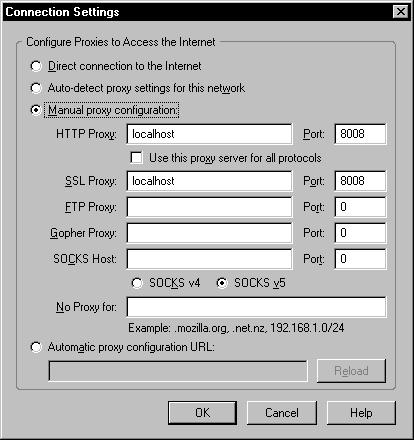 Connection Settings
Configure Proxies to Access the Internet
Direct connection to the Internet
Auto-detect proxy settings for this network
Manual proxy configuration:
HTTP Proxy: localhost Port: 8008
Use this proxy server for all protocols
SSL Proxy: localhost Port: 8008
FTP Proxy: Port: 0
Gopher Proxy: Port: 0
SOCKS Host: Port: 0
SOCKS v4 SOCKS v5
No Proxy for:
Example: .mozilla.org, .net.nz, 192.168.1.0/24
Automatic proxy configuration URL:
Reload
OK Cancel Help